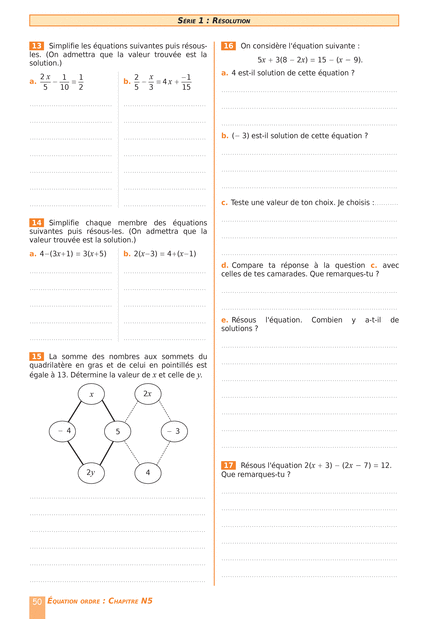 SÉRIE 1 : RÉSOLUTION
13 Simplifie les équations suivantes puis résous-
les. (On admettra que la valeur trouvée est la
solution.)
a. 2x/5 − 1/10 = 1/2
b. 2/5 − x/3 = 4x + −1/15
14 Simplifie chaque membre des équations
suivantes puis résous-les. (On admettra que la
valeur trouvée est la solution.)
a. 4−(3x+1) = 3(x+5)
b. 2(x−3) = 4+(x−1)
15 La somme des nombres aux sommets du
quadrilatère en gras et de celui en pointillés est
égale à 13. Détermine la valeur de x et celle de y.
x
2x
− 4
5
− 3
2y
4
16 On considère l'équation suivante :
5x + 3(8 − 2x) = 15 − (x − 9).
a. 4 est-il solution de cette équation ?
b. (− 3) est-il solution de cette équation ?
c. Teste une valeur de ton choix. Je choisis :
d. Compare ta réponse à la question c. avec
celles de tes camarades. Que remarques-tu ?
e. Résous l'équation. Combien y a-t-il de
solutions ?
17 Résous l'équation 2(x + 3) − (2x − 7) = 12.
Que remarques-tu ?
50 ÉQUATION ORDRE : CHAPITRE N5